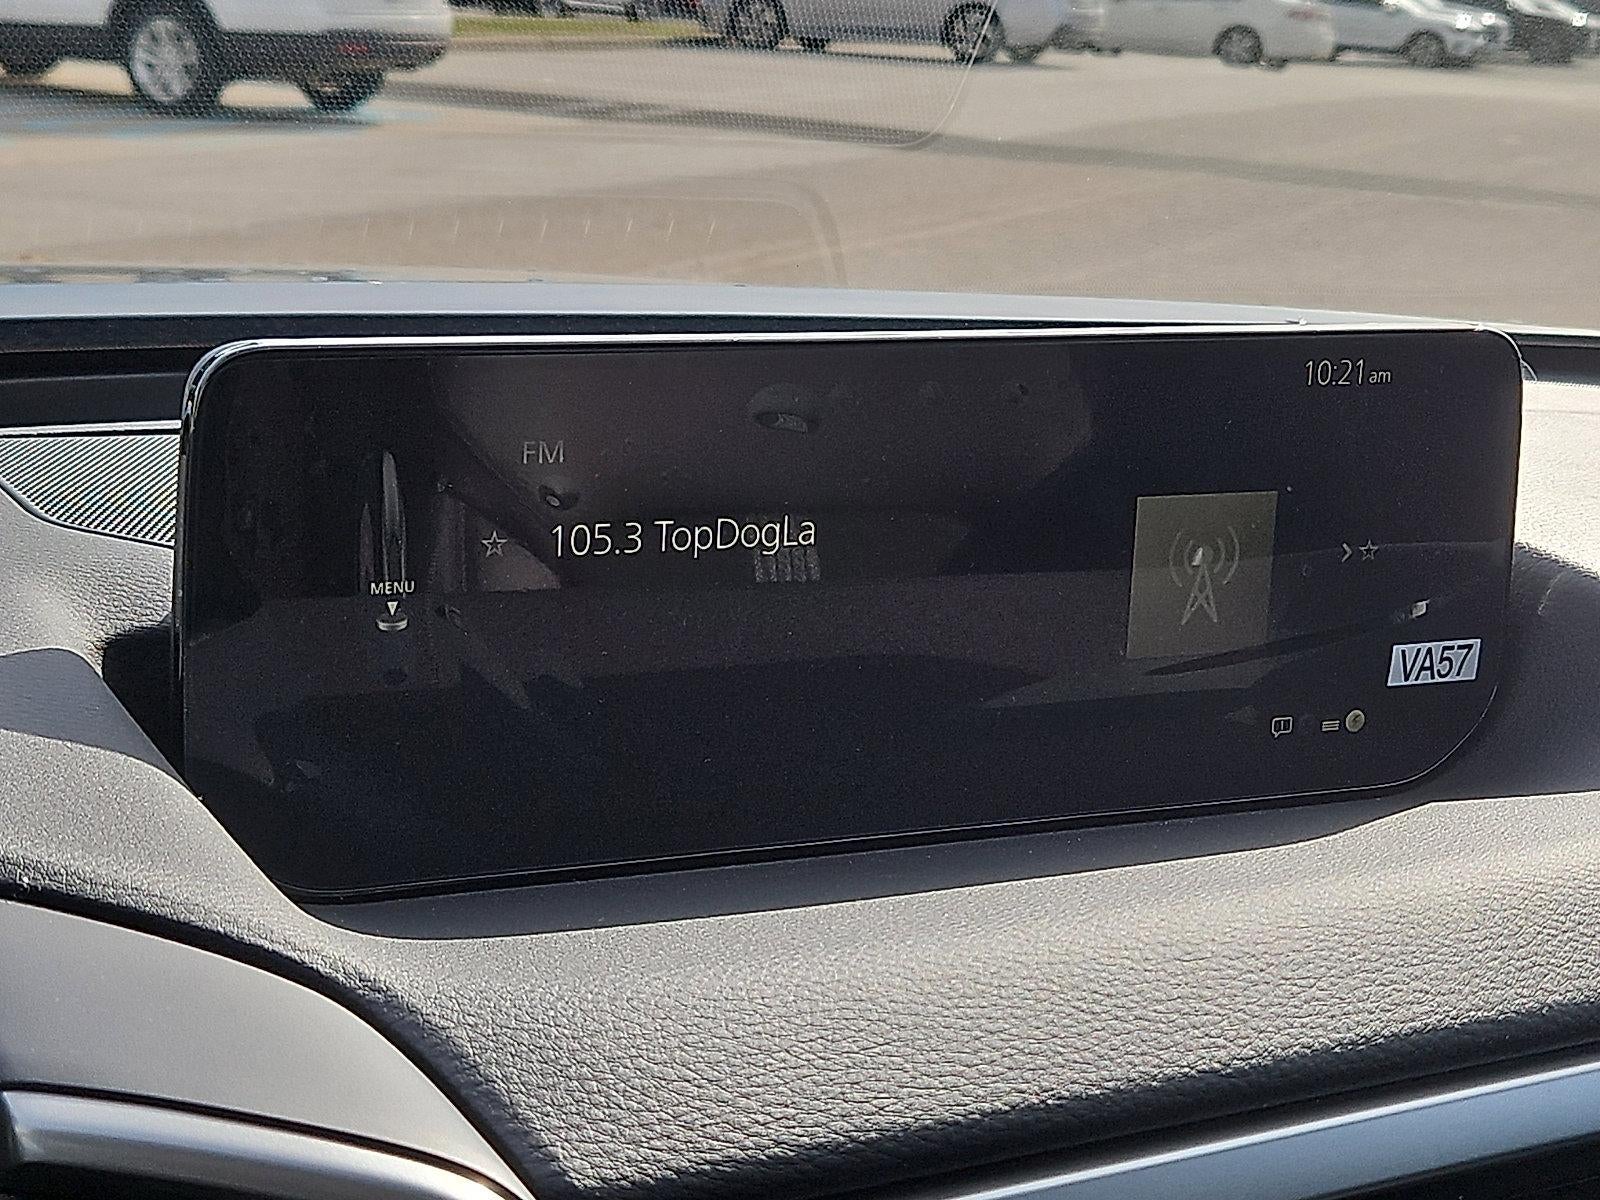 10:21 am
FM
105.3 TopDogLa
MENU
VA57